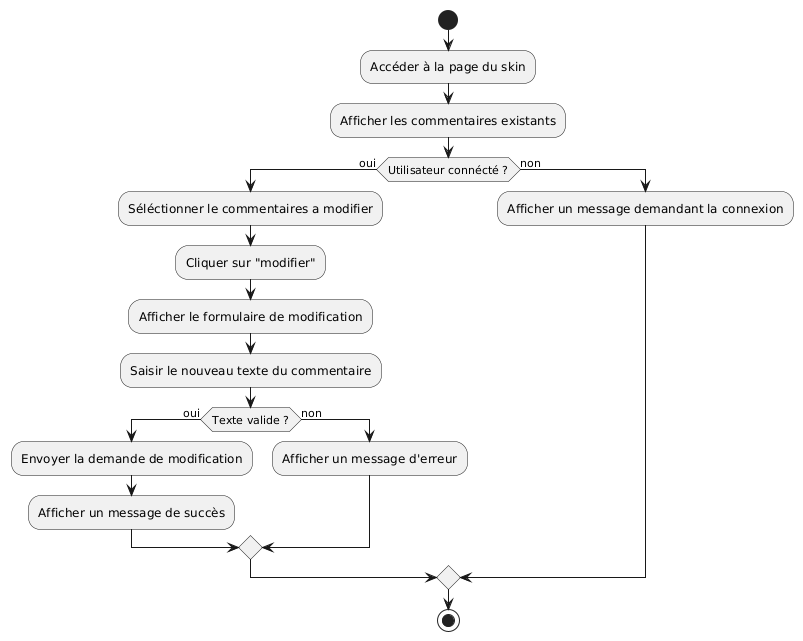 Accéder à la page du skin
Afficher les commentaires existants
oui
Utilisateur connécté ?
non
Séléctionner le commentaires a modifier
Afficher un message demandant la connexion
Cliquer sur "modifier"
Afficher le formulaire de modification
Saisir le nouveau texte du commentaire
oui
Texte valide ?
non
Envoyer la demande de modification
Afficher un message d'erreur
Afficher un message de succès